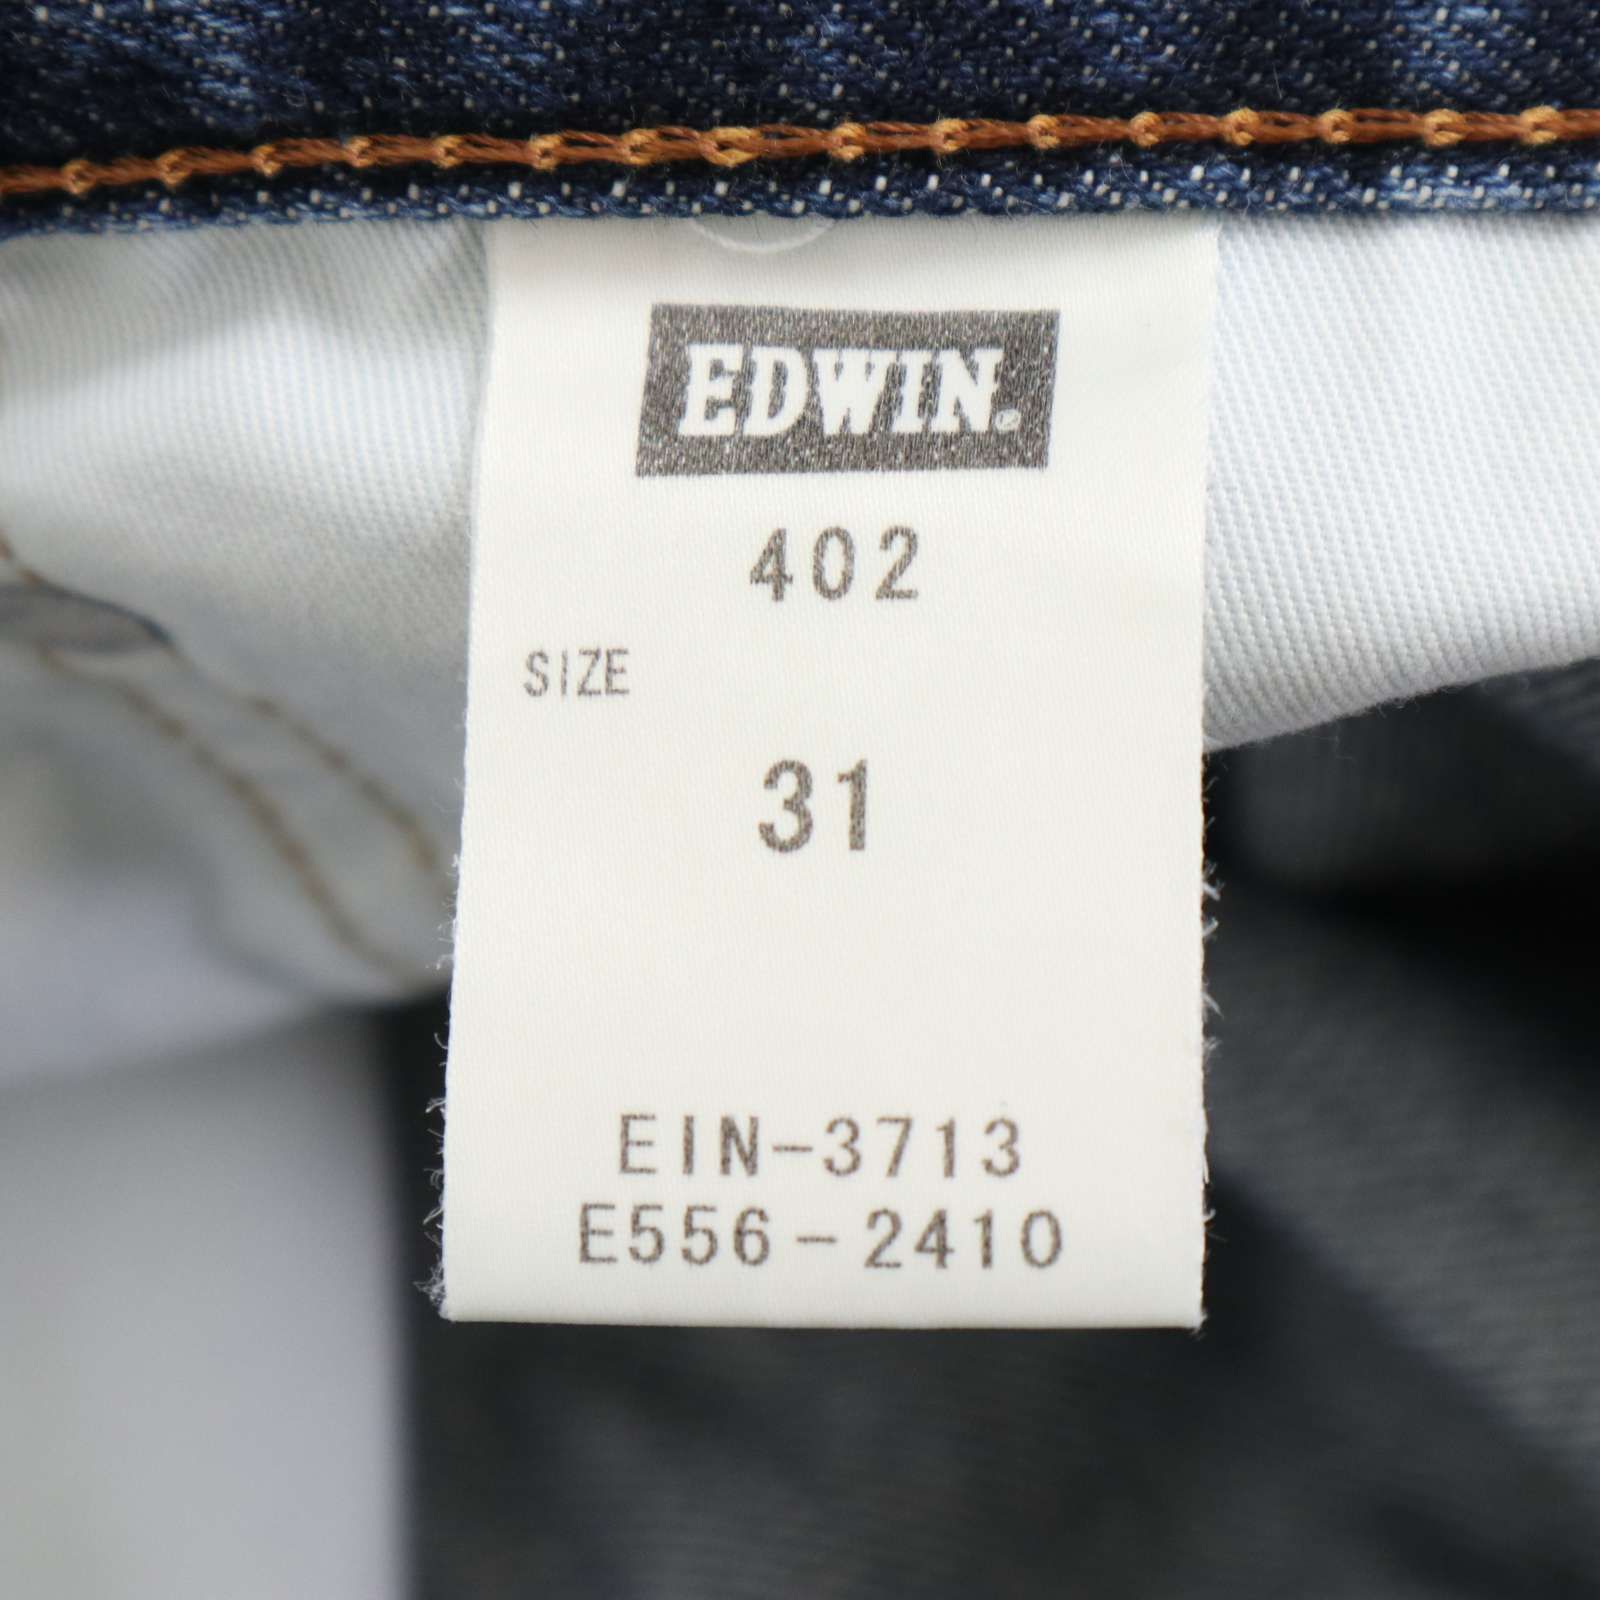 EDWIN.
402
SIZE
31
EIN-3713
E556-2410